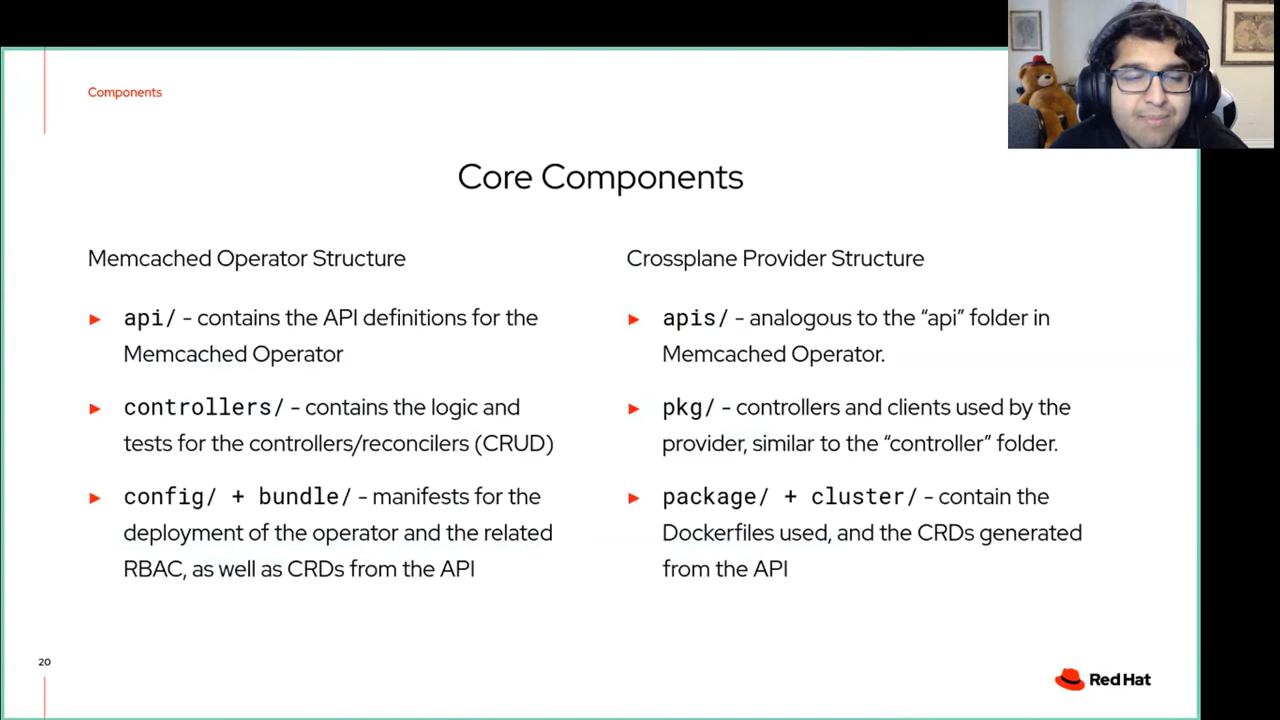 Components
Core Components
Memcached Operator Structure
► api/ - contains the API definitions for the
Memcached Operator
► controllers/ - contains the logic and
tests for the controllers/reconcilers (CRUD)
► config/ + bundle/ - manifests for the
deployment of the operator and the related
RBAC, as well as CRDs from the API
Crossplane Provider Structure
► apis/ - analogous to the “api” folder in
Memcached Operator.
► pkg/ - controllers and clients used by the
provider, similar to the “controller” folder.
► package/ + cluster/ - contain the
Dockerfiles used, and the CRDs generated
from the API
20
Red Hat